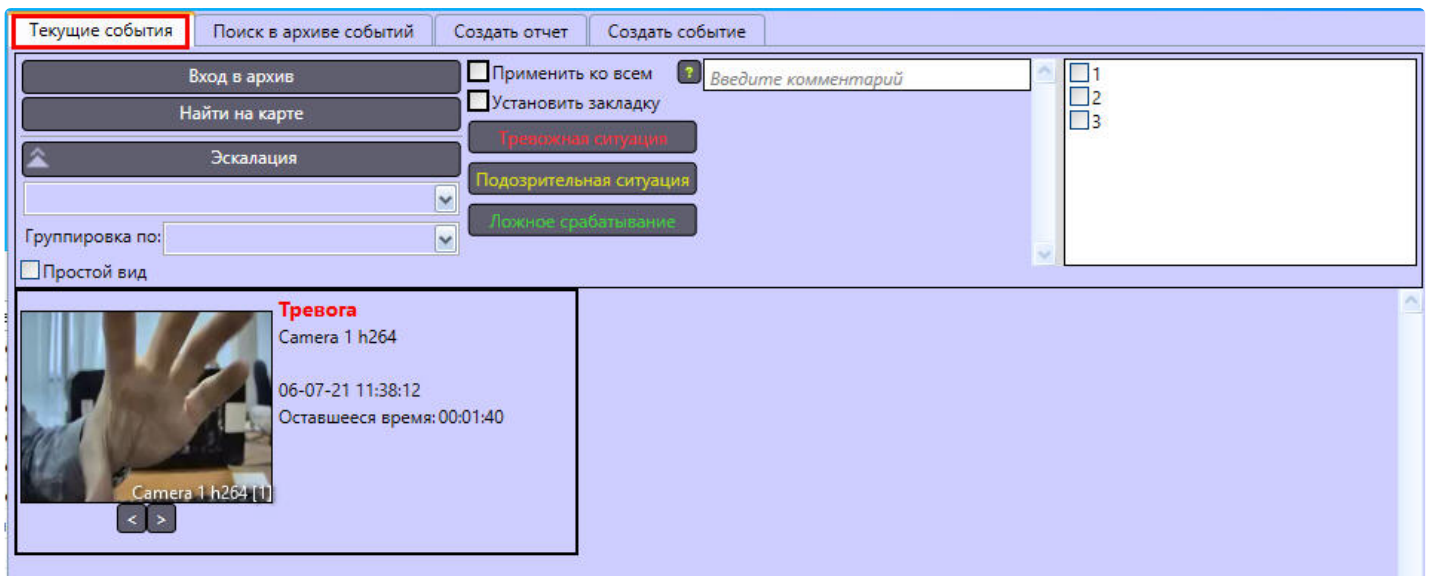 Текущие события
Поиск в архиве событий
Создать отчет
Создать событие
Вход в архив
Найти на карте
Эскалация
Группировка по:
Простой вид
Применить ко всем
?
Введите комментарий
Установить закладку
Тревожная ситуация
Подозрительная ситуация
Ложное срабатывание
1
2
3
Тревога
Camera 1 h264
06-07-21 11:38:12
Оставшееся время: 00:01:40
Camera 1 h264 [1]
< >